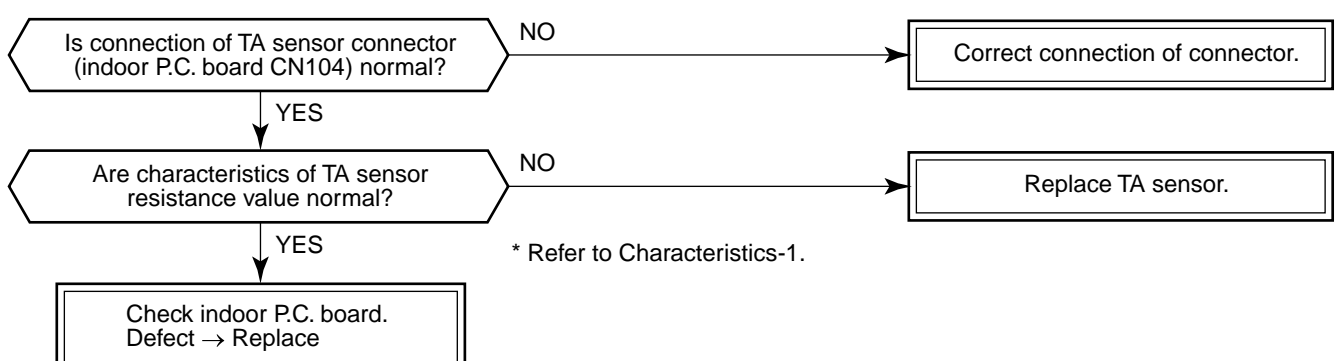 Is connection of TA sensor connector
(indoor P.C. board CN104) normal?
NO
Correct connection of connector.
YES
Are characteristics of TA sensor
resistance value normal?
NO
Replace TA sensor.
YES
* Refer to Characteristics-1.
Check indoor P.C. board.
Defect → Replace